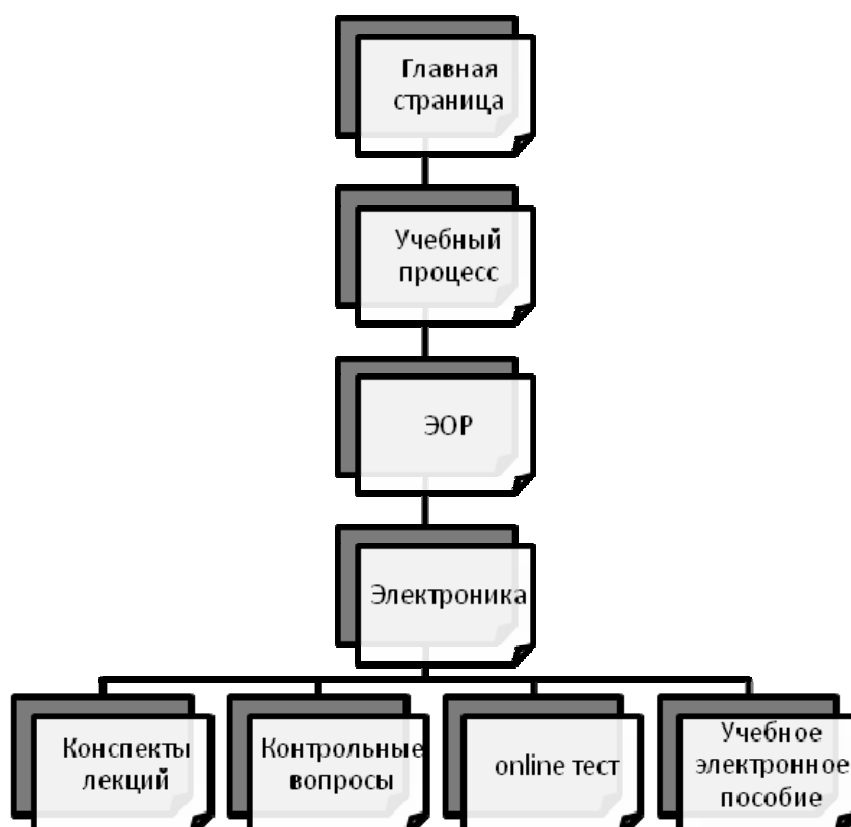 Главная
страница
Учебный
процесс
ЭОР
Электроника
Конспекты
лекций
Контрольные
вопросы
online тест
Учебное
электронное
пособие